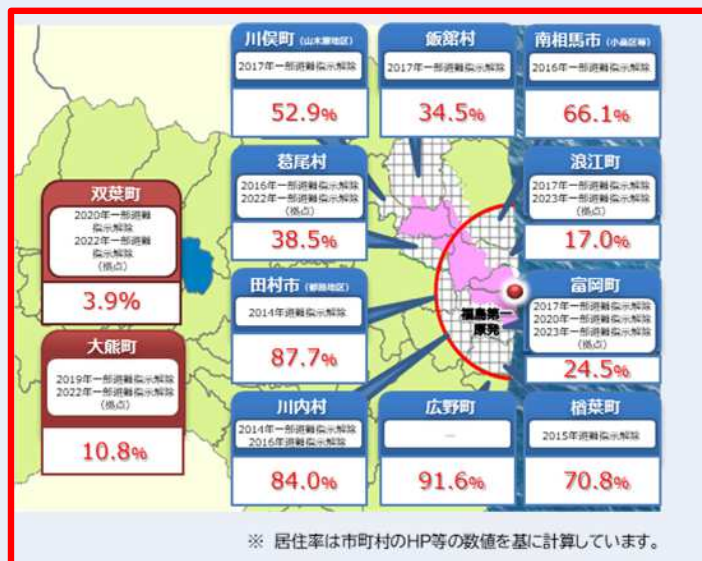 川俣町 (山木屋地区)
2017年一部避難指示解除
52.9%
飯舘村
2017年一部避難指示解除
34.5%
南相馬市 (小高区等)
2016年一部避難指示解除
66.1%
葛尾村
2016年一部避難指示解除
2022年一部避難指示解除
(拠点)
38.5%
浪江町
2017年一部避難指示解除
2023年一部避難指示解除
(拠点)
17.0%
双葉町
2020年一部避難
指示解除
2022年一部避難
指示解除
(拠点)
3.9%
田村市 (都路地区)
2014年避難指示解除
87.7%
福島第一
原発
富岡町
2017年一部避難指示解除
2020年一部避難指示解除
2023年一部避難指示解除
(拠点)
24.5%
大熊町
2019年一部避難指示解除
2022年一部避難指示解除
(拠点)
10.8%
川内村
2014年一部避難指示解除
2016年避難指示解除
84.0%
広野町
—
91.6%
楢葉町
2015年避難指示解除
70.8%
※ 居住率は市町村のHP等の数値を基に計算しています。